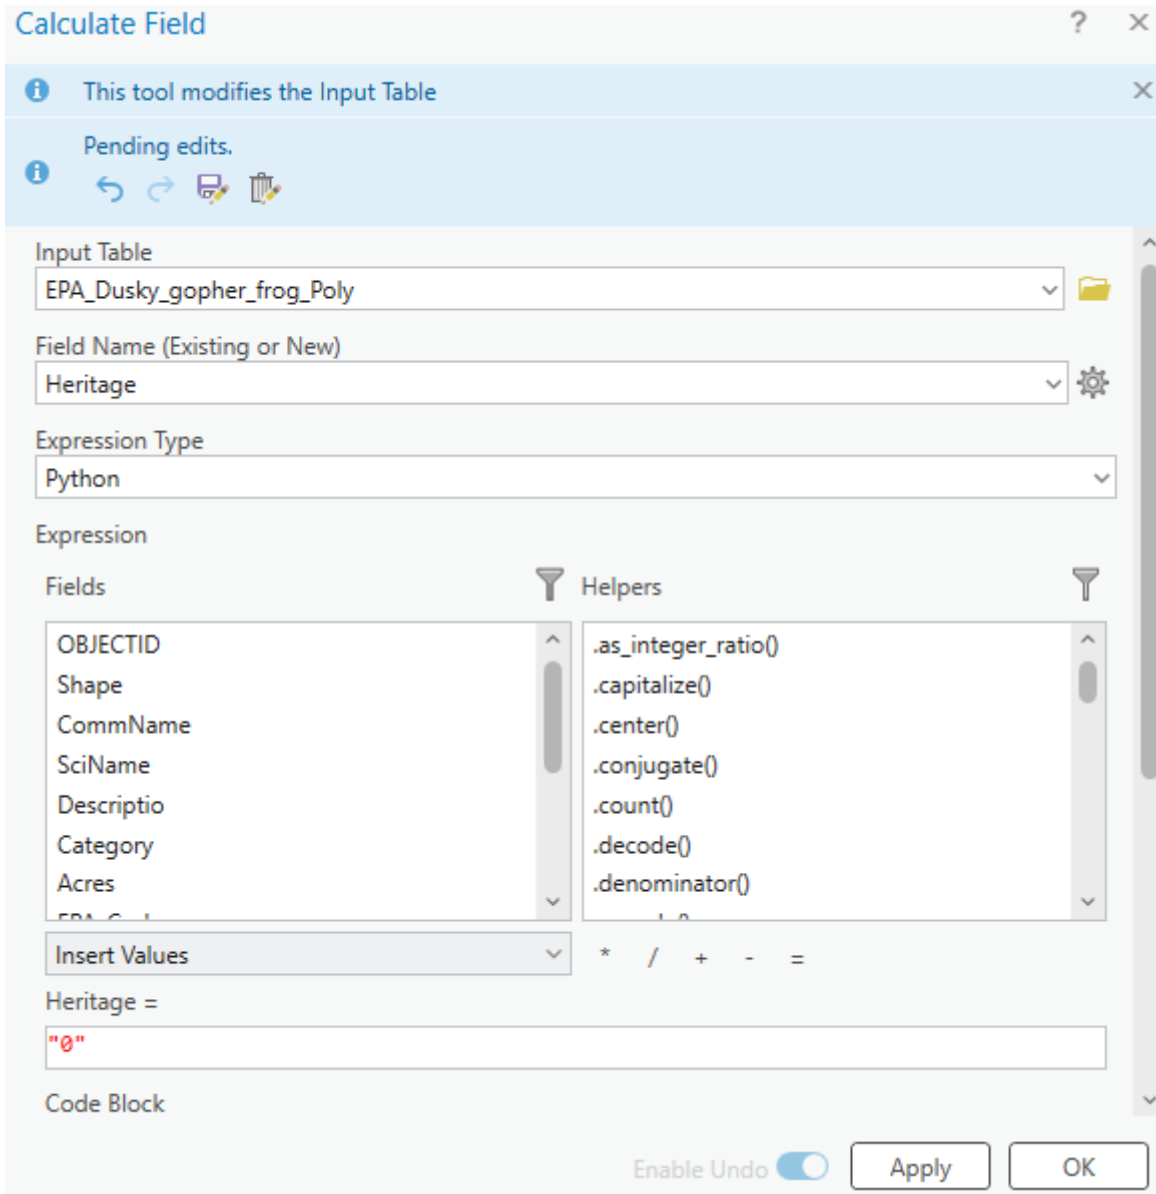 Calculate Field ? ×
This tool modifies the Input Table ×
Pending edits.
Input Table
EPA_Dusky_gopher_frog_Poly
Field Name (Existing or New)
Heritage
Expression Type
Python
Expression
Fields Helpers
OBJECTID .as_integer_ratio()
Shape .capitalize()
CommName .center()
SciName .conjugate()
Descriptio .count()
Category .decode()
Acres .denominator()
Insert Values * / + - =
Heritage =
"0"
Code Block
Enable Undo Apply OK